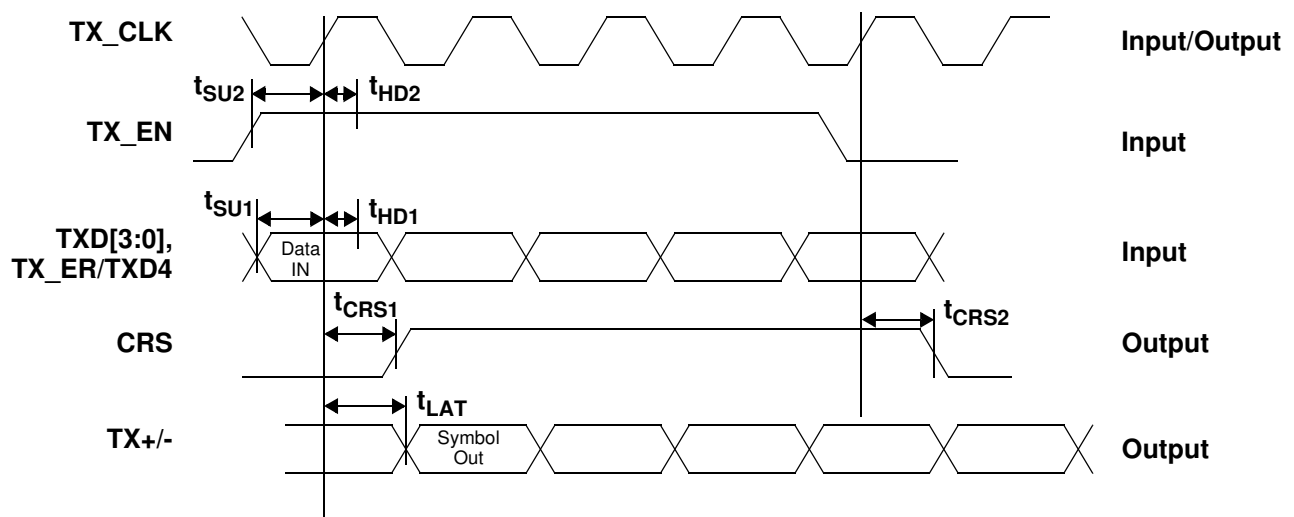 TX_CLK
Input/Output
tSU2
tHD2
TX_EN
Input
tSU1
tHD1
TXD[3:0],
TX_ER/TXD4
Data
IN
Input
tCRS1
tCRS2
CRS
Output
tLAT
TX+/-
Symbol
Out
Output